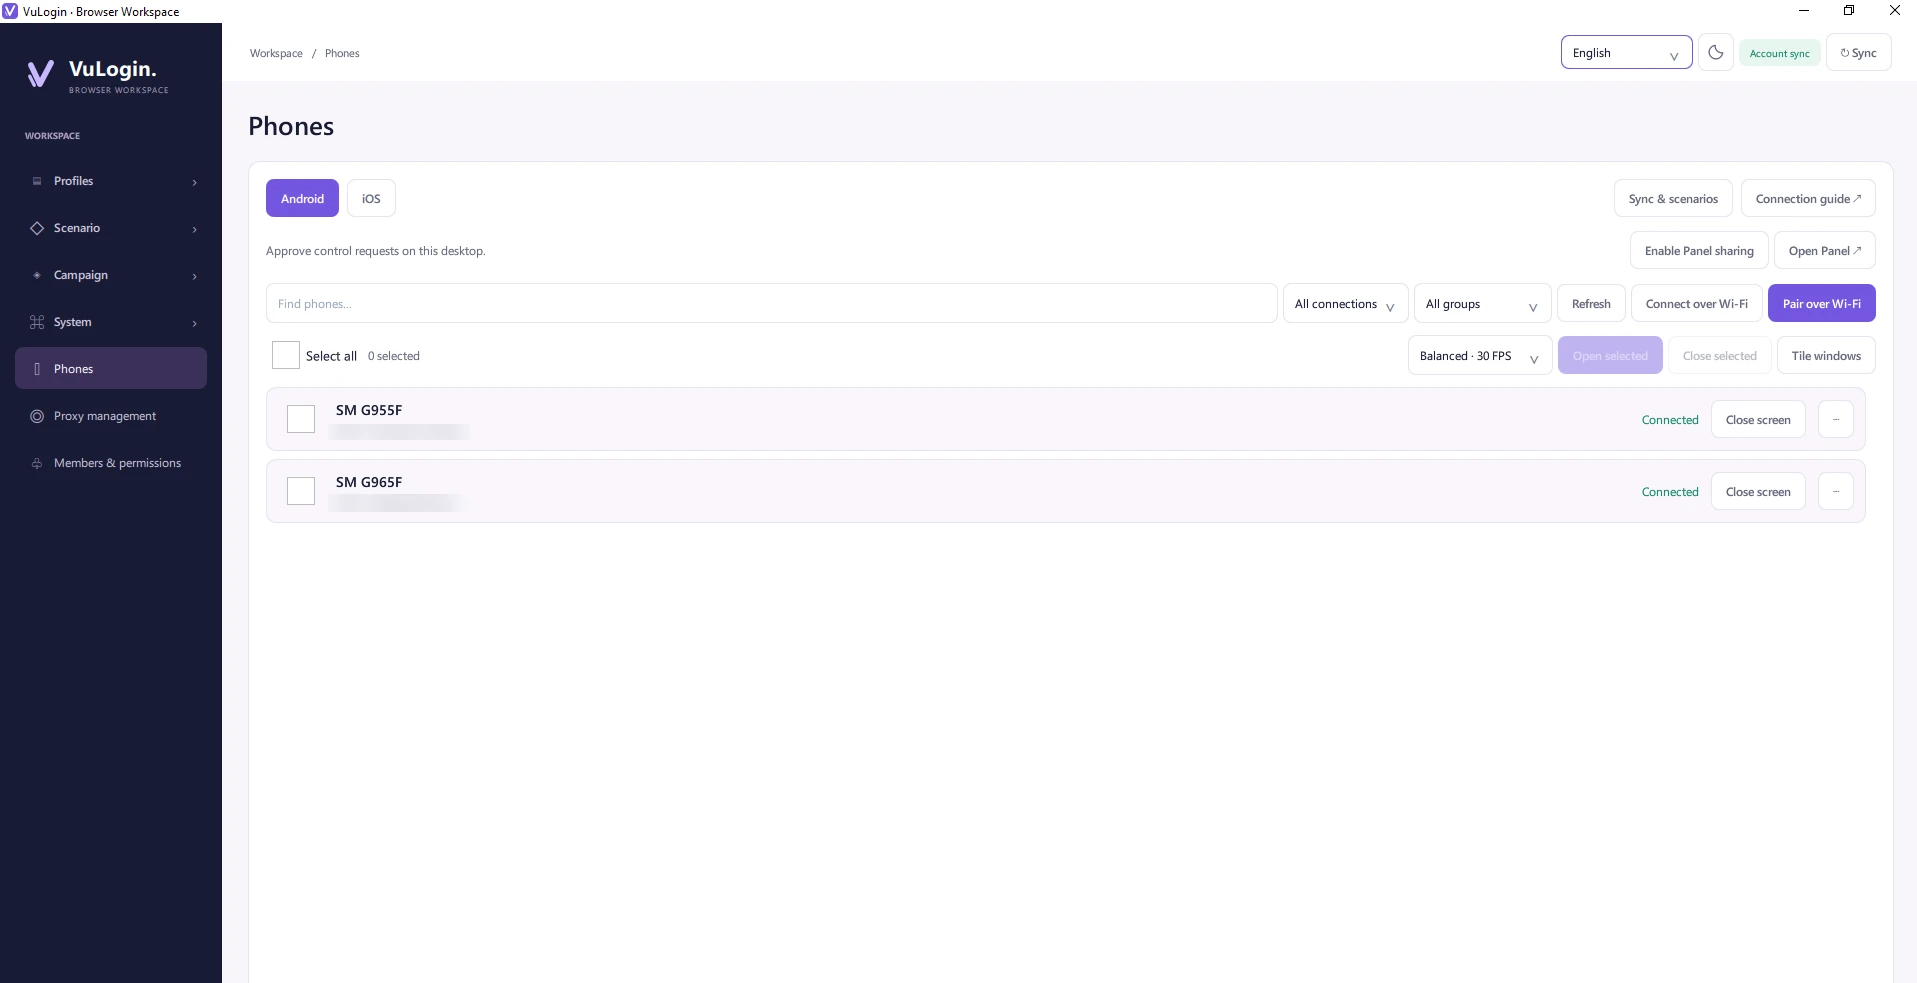 VuLogin · Browser Workspace
VuLogin.
BROWSER WORKSPACE
WORKSPACE
Profiles
Scenario
Campaign
System
Phones
Proxy management
Members & permissions
Workspace / Phones
English
Account sync
Sync
Phones
Android
iOS
Sync & scenarios
Connection guide ↗
Approve control requests on this desktop.
Enable Panel sharing
Open Panel ↗
Find phones...
All connections
All groups
Refresh
Connect over Wi-Fi
Pair over Wi-Fi
Select all
0 selected
Balanced · 30 FPS
Open selected
Close selected
Tile windows
SM G955F
Connected
Close screen
...
SM G965F
Connected
Close screen
...